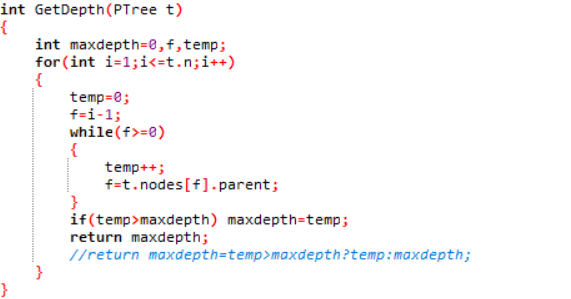 int GetDepth(PTree t)
{
int maxdepth=0,f,temp;
for(int i=1;i<=t.n;i++)
{
temp=0;
f=i-1;
while(f>=0)
{
temp++;
f=t.nodes[f].parent;
}
if(temp>maxdepth) maxdepth=temp;
return maxdepth;
//return maxdepth=temp>maxdepth?temp:maxdepth;
}
}